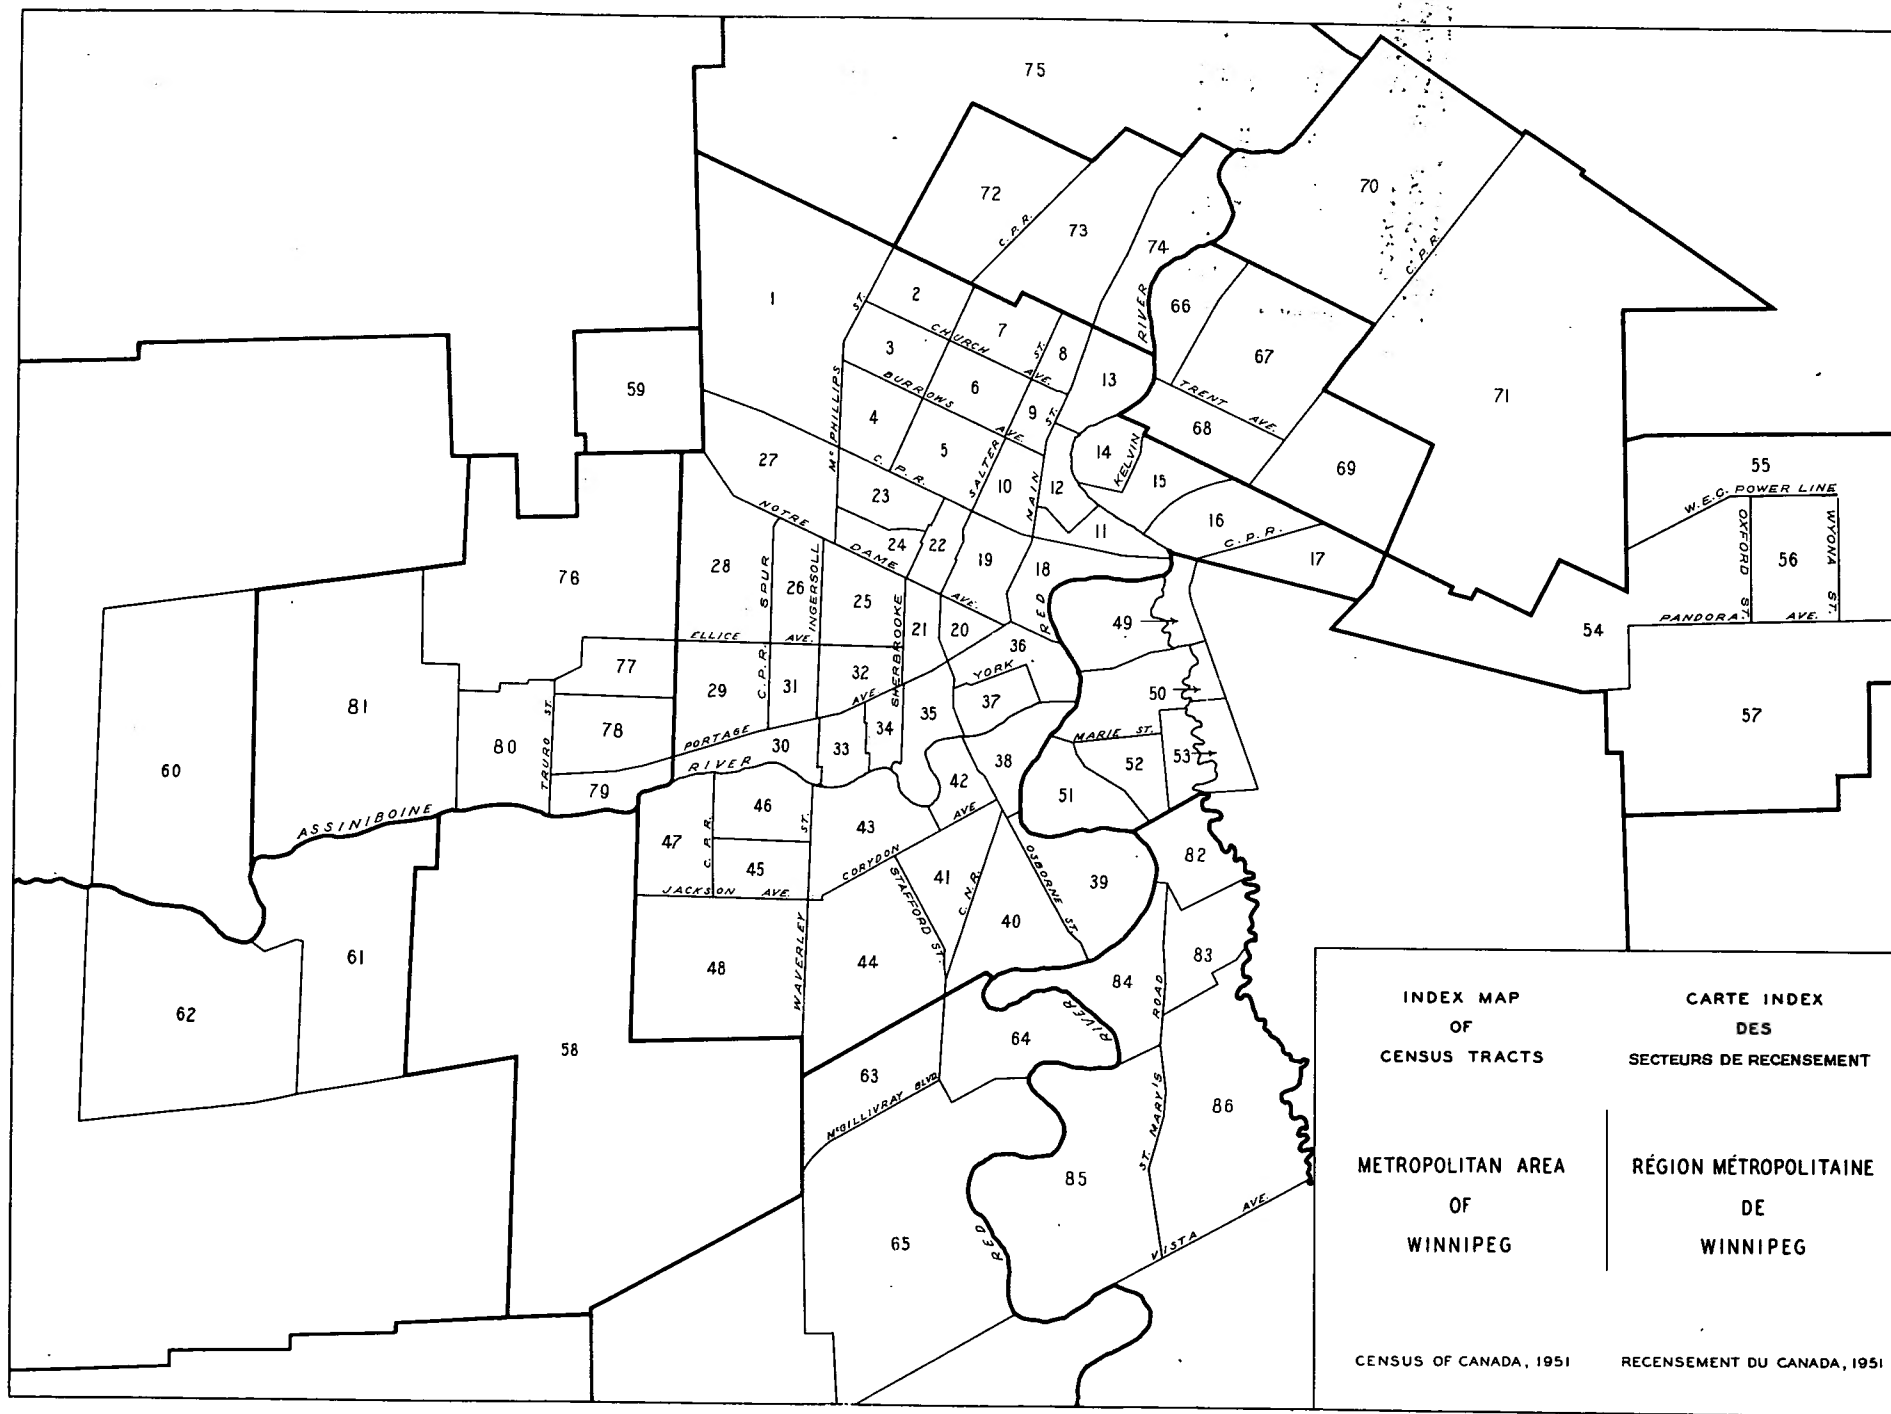 75
72
C.P.R.
73
74
70
C.P.R.
1
ST.
2
CHURCH AVE.
7
ST.
8
RIVER
66
67
3
BURROWS AVE.
6
13
TRENT AVE.
71
59
McPHILLIPS
4
5
9
ST.
68
14
KELVIN
15
69
27
C.P.R.
SALTER
10
MAIN
12
55
W.E.C. POWER LINE
23
NOTRE DAME AVE.
24
22
19
18
11
16
C.P.R.
17
OXFORD ST.
56
WYONA ST.
76
28
C.P.R. SPUR
26
INGERSOLL
25
SHERBROOKE
21
20
RED
49
54
PANDORA AVE.
ELLICE AVE.
36
77
29
31
32
YORK
37
50
81
TRURO ST.
78
PORTAGE AVE
35
34
57
60
80
30
33
38
MARIE ST.
52
53
79
RIVER
ASSINIBOINE
46
42
51
47
C.P.R.
ST.
43
CORYDON AVE
82
45
JACKSON AVE.
STAFFORD ST.
41
C.N.R.
OSBORNE ST.
39
40
61
48
WAVERLEY
44
83
84
ROAD
62
58
64
RIVER
63
McGILLIVRAY BLVD.
ST. MARY'S
86
85
65
RED
VISTA AVE.
INDEX MAP
OF
CENSUS TRACTS
METROPOLITAN AREA
OF
WINNIPEG
CENSUS OF CANADA, 1951
CARTE INDEX
DES
SECTEURS DE RECENSEMENT
RÉGION MÉTROPOLITAINE
DE
WINNIPEG
RECENSEMENT DU CANADA, 1951